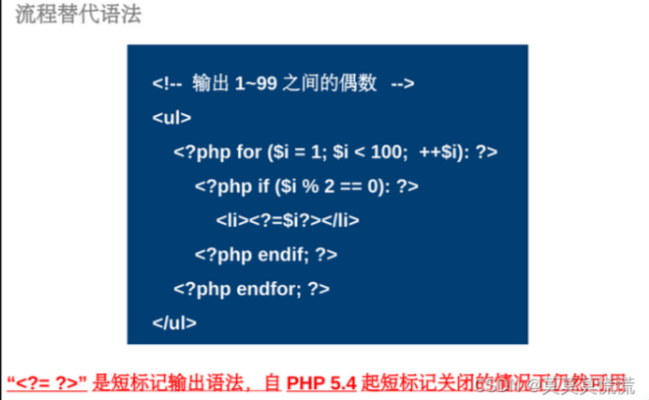 流程替代语法
<!-- 输出 1~99 之间的偶数 -->
<ul>
<?php for ($i = 1; $i < 100; ++$i): ?>
<?php if ($i % 2 == 0): ?>
<li><?=$i?></li>
<?php endif; ?>
<?php endfor; ?>
</ul>
“<?= ?>” 是短标记输出语法，自 PHP 5.4 起短标记关闭的情况下仍然可用